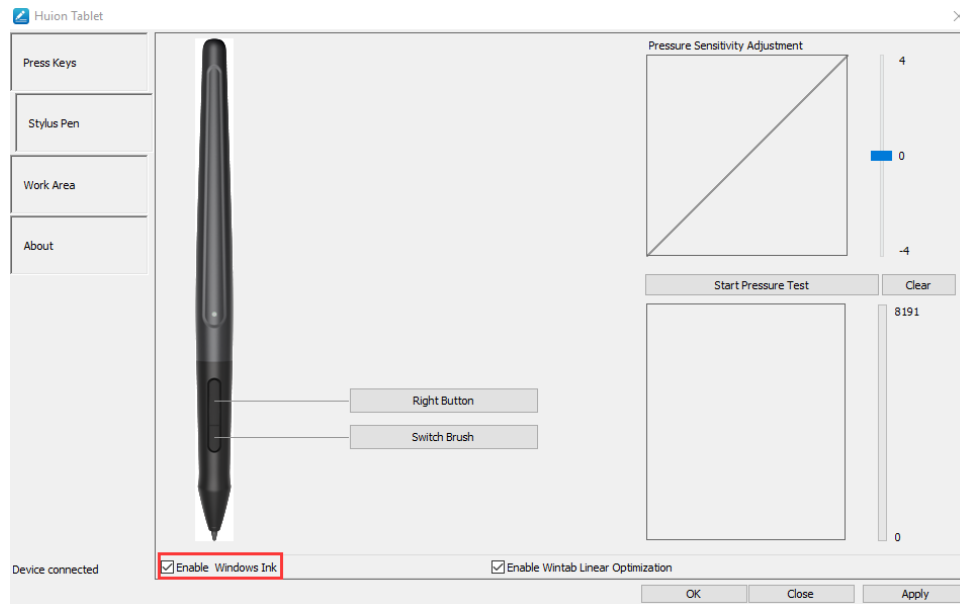 Huion Tablet
Press Keys
Stylus Pen
Work Area
About
Device connected
Right Button
Switch Brush
Enable Windows Ink
Enable Wintab Linear Optimization
Pressure Sensitivity Adjustment
4
0
-4
Start Pressure Test
Clear
8191
0
OK
Close
Apply